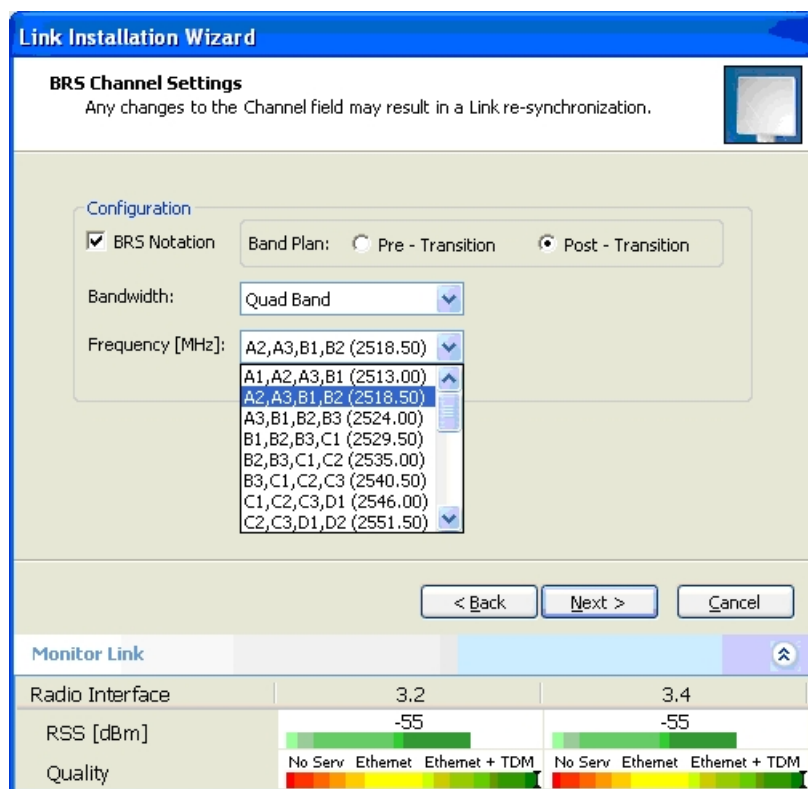 Link Installation Wizard
BRS Channel Settings
Any changes to the Channel field may result in a Link re-synchronization.
Configuration
BRS Notation Band Plan: Pre - Transition Post - Transition
Bandwidth: Quad Band
Frequency [MHz]: A2,A3,B1,B2 (2518.50)
A1,A2,A3,B1 (2513.00)
A2,A3,B1,B2 (2518.50)
A3,B1,B2,B3 (2524.00)
B1,B2,B3,C1 (2529.50)
B2,B3,C1,C2 (2535.00)
B3,C1,C2,C3 (2540.50)
C1,C2,C3,D1 (2546.00)
C2,C3,D1,D2 (2551.50)
< Back Next > Cancel
Monitor Link
Radio Interface 3.2 3.4
RSS [dBm] -55 -55
Quality No Serv Ethernet Ethernet + TDM No Serv Ethernet Ethernet + TDM